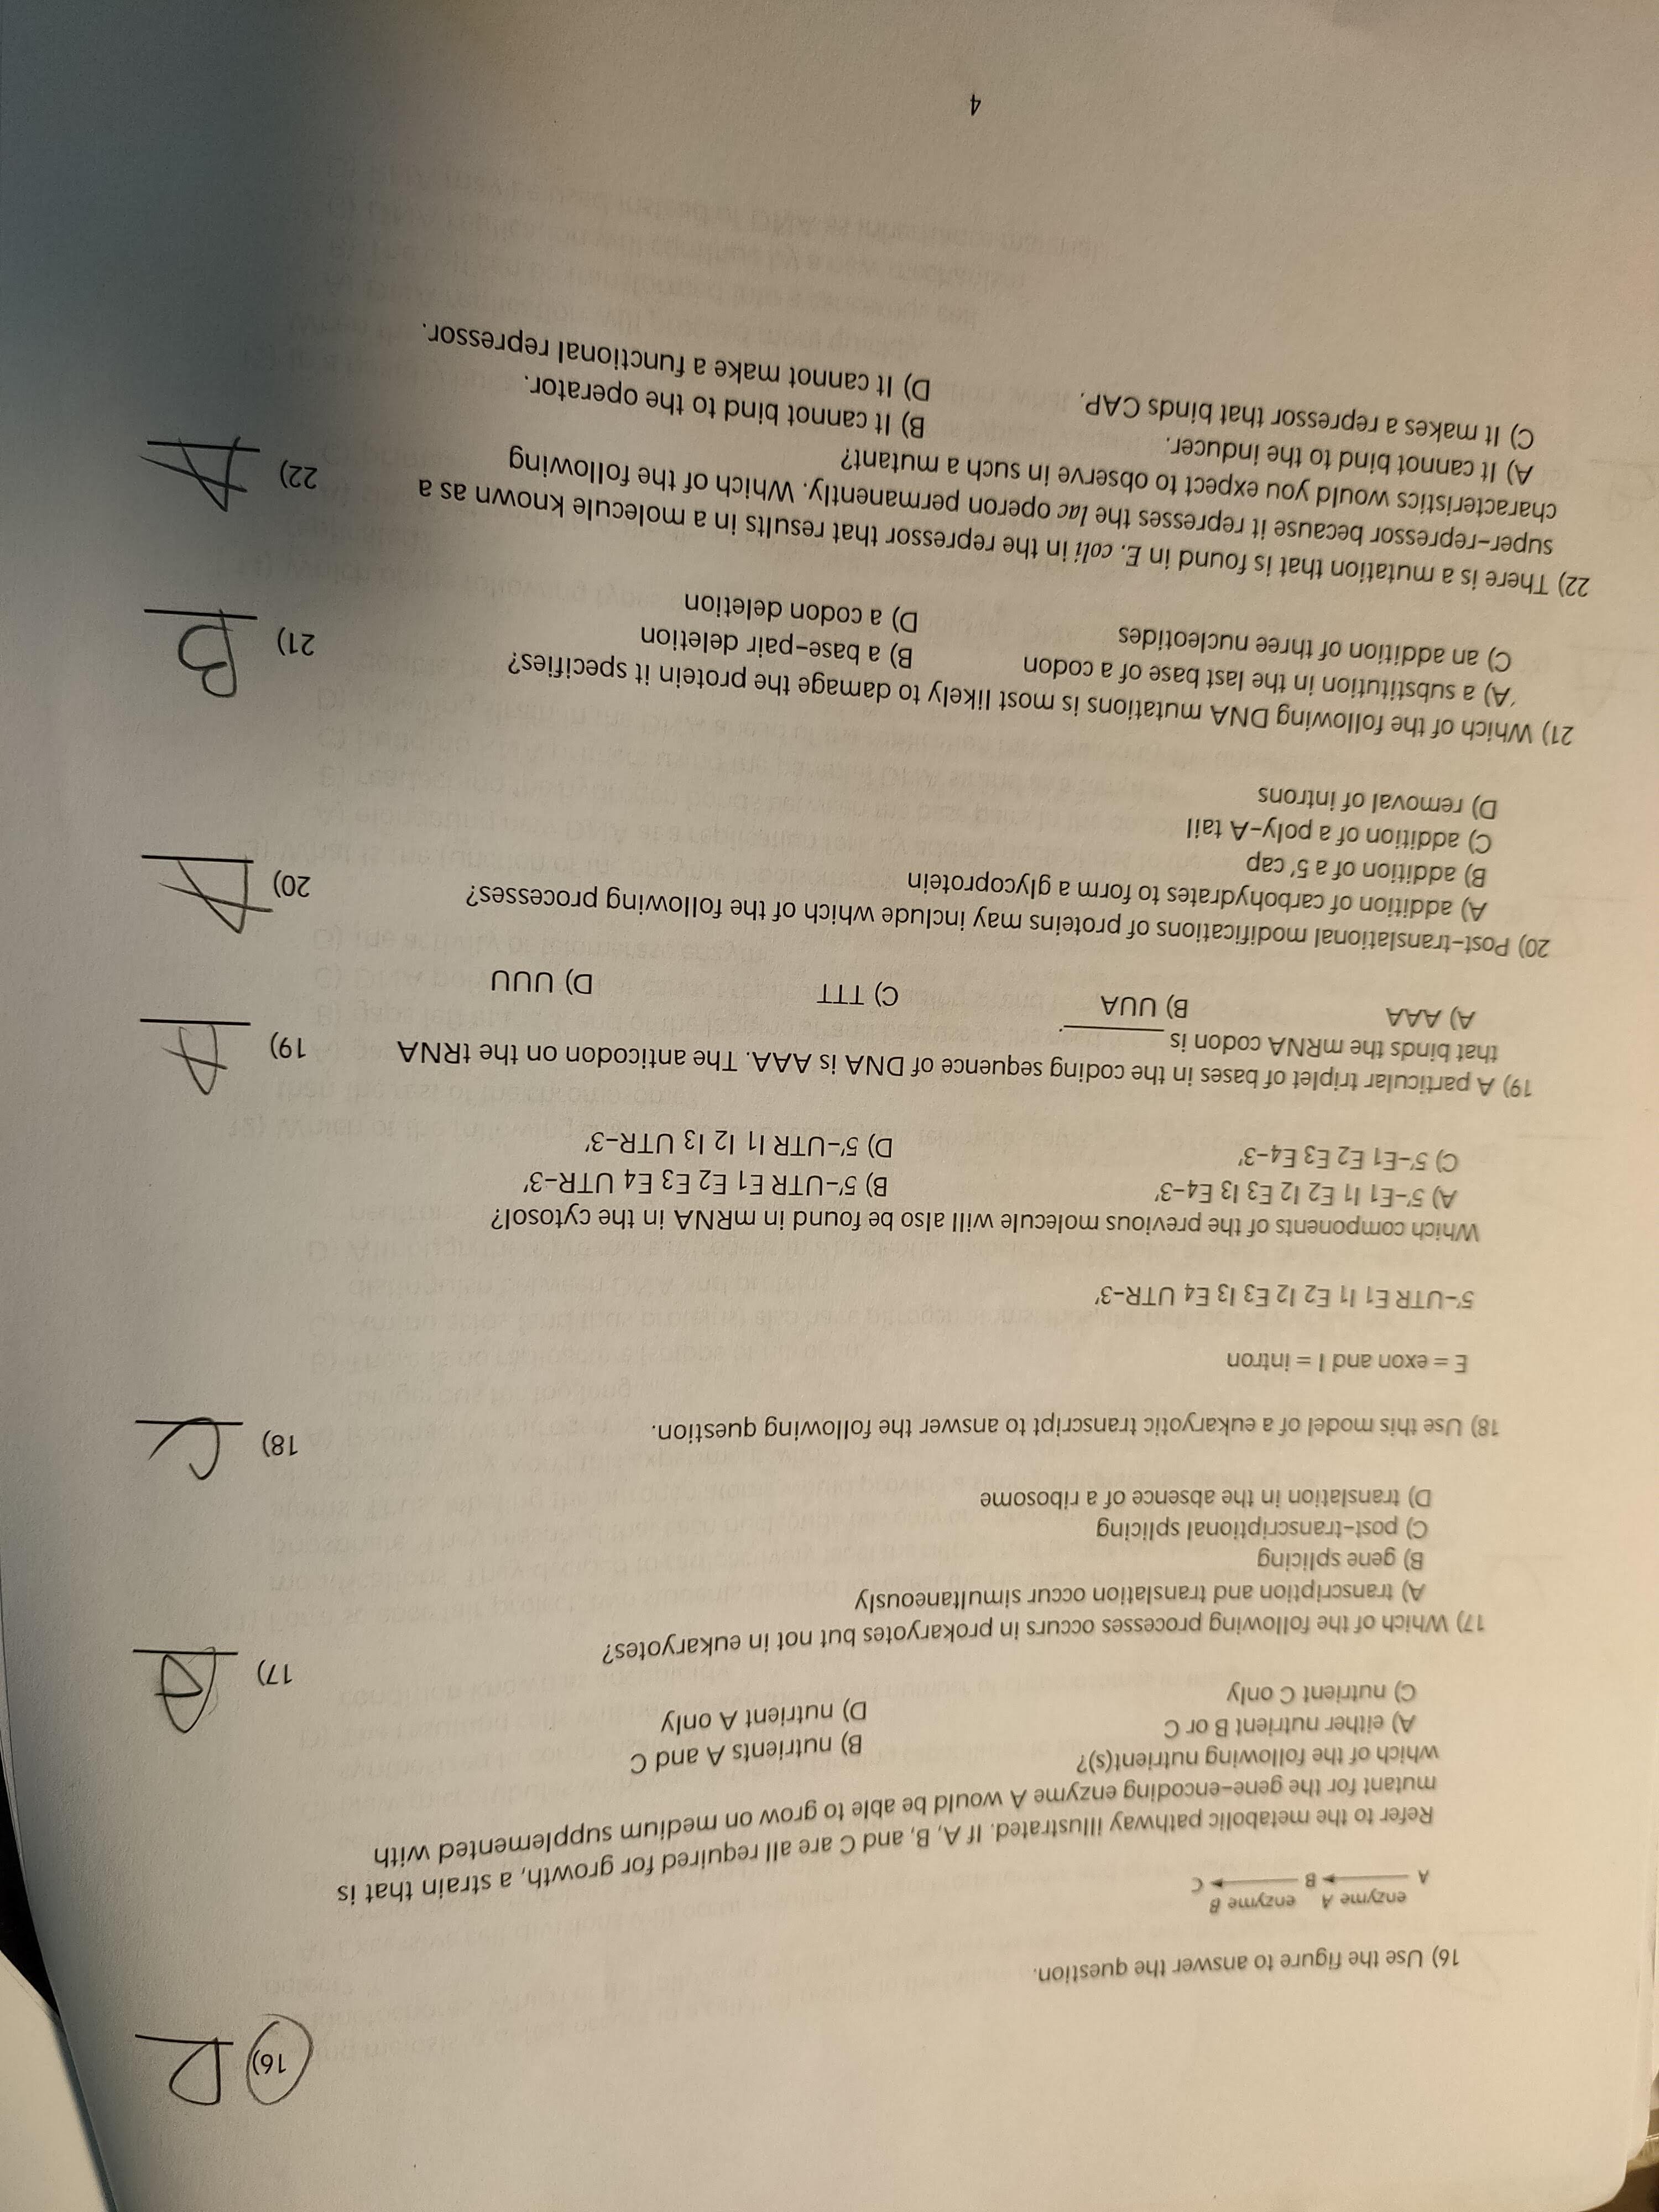 16) D
16) Use the figure to answer the question.
enzyme A enzyme B
A B C
Refer to the metabolic pathway illustrated. If A, B, and C are all required for growth, a strain that is
mutant for the gene-encoding enzyme A would be able to grow on medium supplemented with
which of the following nutrient(s)?
A) either nutrient B or C B) nutrients A and C
C) nutrient C only D) nutrient A only
17) A
17) Which of the following processes occurs in prokaryotes but not in eukaryotes?
A) transcription and translation occur simultaneously
B) gene splicing
C) post-transcriptional splicing
D) translation in the absence of a ribosome
18) C
18) Use this model of a eukaryotic transcript to answer the following question.
E = exon and I = intron
5'-UTR E1 I1 E2 I2 E3 I3 E4 UTR-3'
Which components of the previous molecule will also be found in mRNA in the cytosol?
A) 5'-E1 I1 E2 I2 E3 I3 E4-3' B) 5'-UTR E1 E2 E3 E4 UTR-3'
C) 5'-E1 E2 E3 E4-3' D) 5'-UTR I1 I2 I3 UTR-3'
19) A particular triplet of bases in the coding sequence of DNA is AAA. The anticodon on the tRNA
that binds the mRNA codon is ________.
19) A
A) AAA B) UUA C) TTT D) UUU
20) Post-translational modifications of proteins may include which of the following processes?
20) A
A) addition of carbohydrates to form a glycoprotein
B) addition of a 5' cap
C) addition of a poly-A tail
D) removal of introns
21) Which of the following DNA mutations is most likely to damage the protein it specifies?
21) B
A) a substitution in the last base of a codon B) a base-pair deletion
C) an addition of three nucleotides D) a codon deletion
22) There is a mutation that is found in E. coli in the repressor that results in a molecule known as a
super-repressor because it represses the lac operon permanently. Which of the following
characteristics would you expect to observe in such a mutant?
22) A
A) It cannot bind to the inducer. B) It cannot bind to the operator.
C) It makes a repressor that binds CAP. D) It cannot make a functional repressor.
4